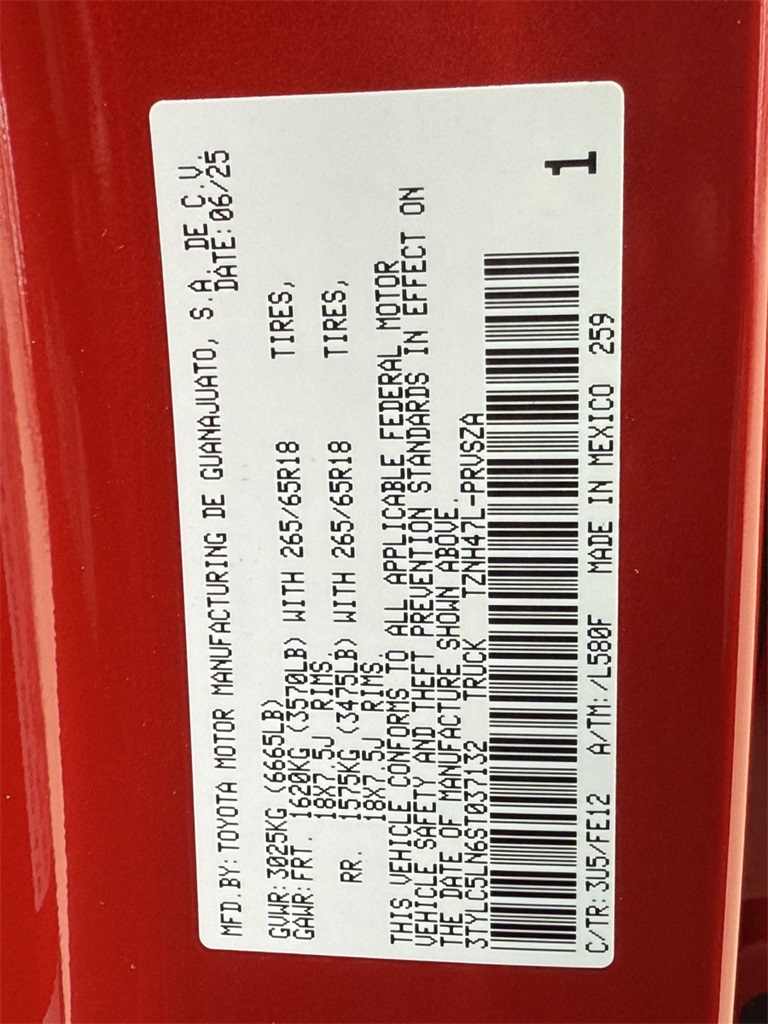 MFD.BY:TOYOTA MOTOR MANUFACTURING DE GUANAJUATO, S.A. DE C.V.
DATE:06/25
GVWR:3025KG (6665LB)
GAWR:FRT. 1620KG (3570LB) WITH 265/65R18 TIRES,
18X7.5J RIMS.
RR. 1575KG (3475LB) WITH 265/65R18 TIRES,
18X7.5J RIMS.
THIS VEHICLE CONFORMS TO ALL APPLICABLE FEDERAL MOTOR
VEHICLE SAFETY AND THEFT PREVENTION STANDARDS IN EFFECT ON
THE DATE OF MANUFACTURE SHOWN ABOVE.
3TYLC5LN6ST037132 TRUCK TZNH47L-PRVSZA
1
C/TR:3U5/FE12 A/TM:/L580F MADE IN MEXICO 259